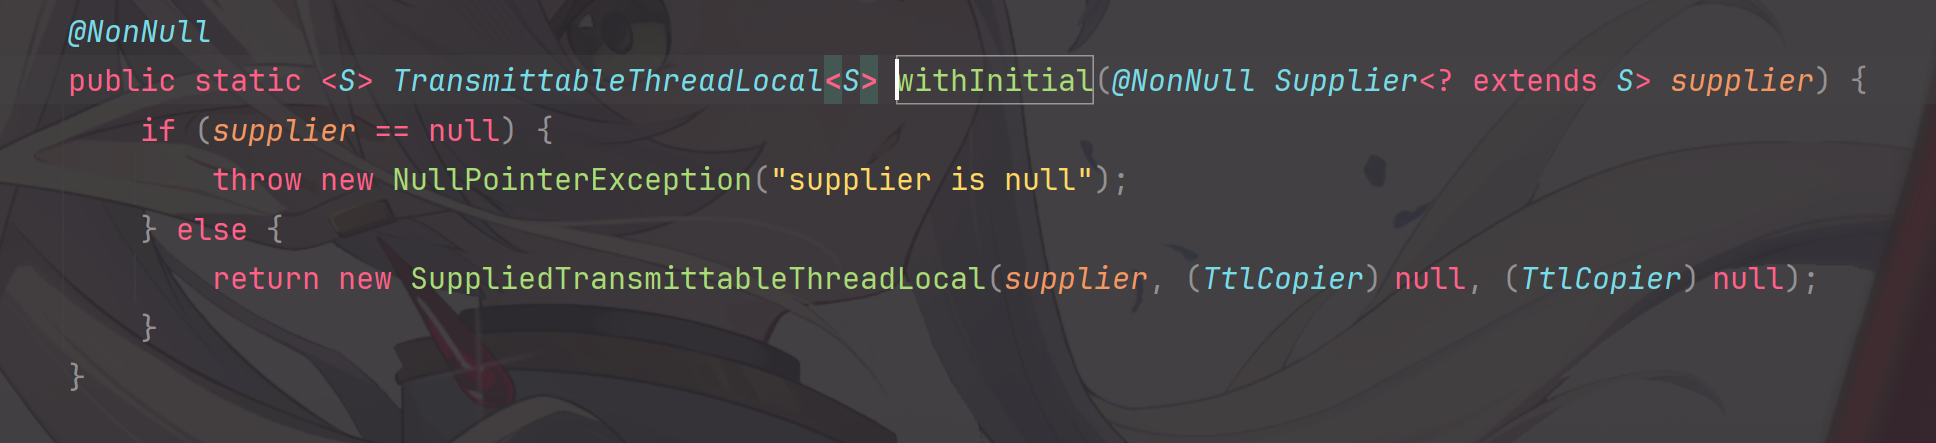 @NonNull
public static <S> TransmittableThreadLocal<S> withInitial(@NonNull Supplier<? extends S> supplier) {
    if (supplier == null) {
        throw new NullPointerException("supplier is null");
    } else {
        return new SuppliedTransmittableThreadLocal(supplier, (TtlCopier) null, (TtlCopier) null);
    }
}